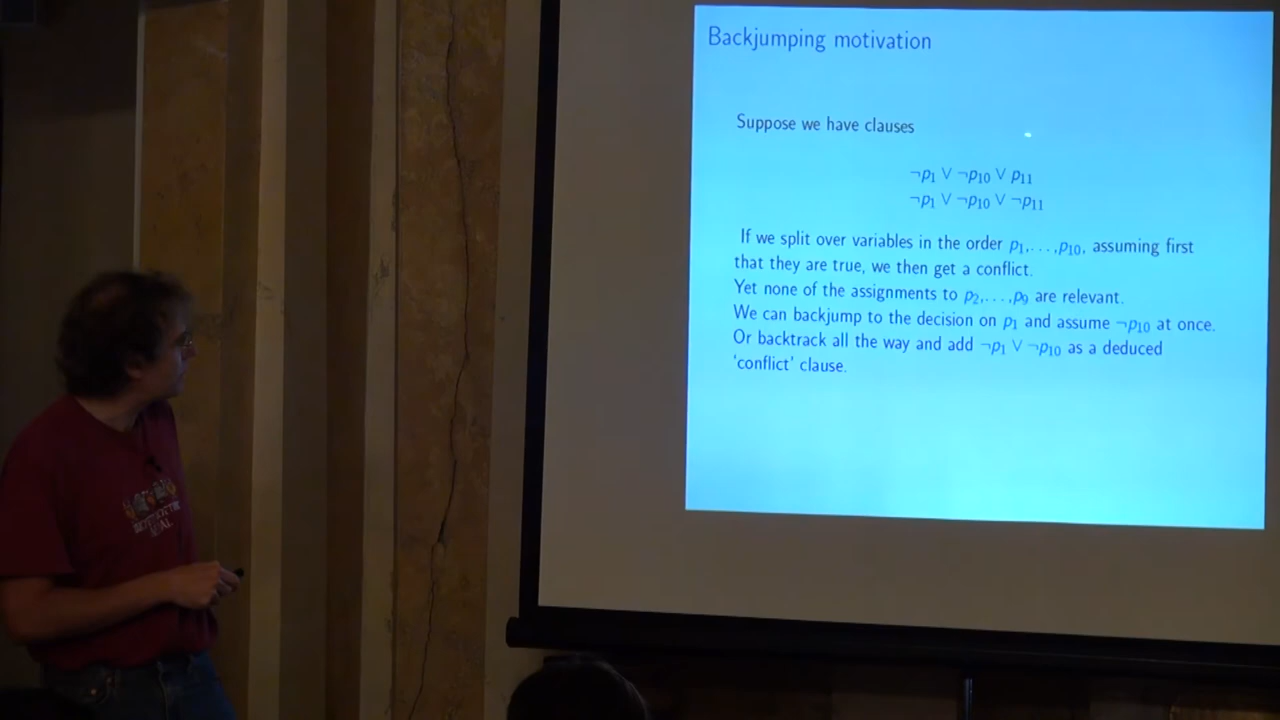 Backjumping motivation
Suppose we have clauses
¬p₁ ∨ ¬p₁₀ ∨ p₁₁
¬p₁ ∨ ¬p₁₀ ∨ ¬p₁₁
If we split over variables in the order p₁,...,p₁₀, assuming first
that they are true, we then get a conflict.
Yet none of the assignments to p₂,...,p₉ are relevant.
We can backjump to the decision on p₁ and assume ¬p₁₀ at once.
Or backtrack all the way and add ¬p₁ ∨ ¬p₁₀ as a deduced
'conflict' clause.